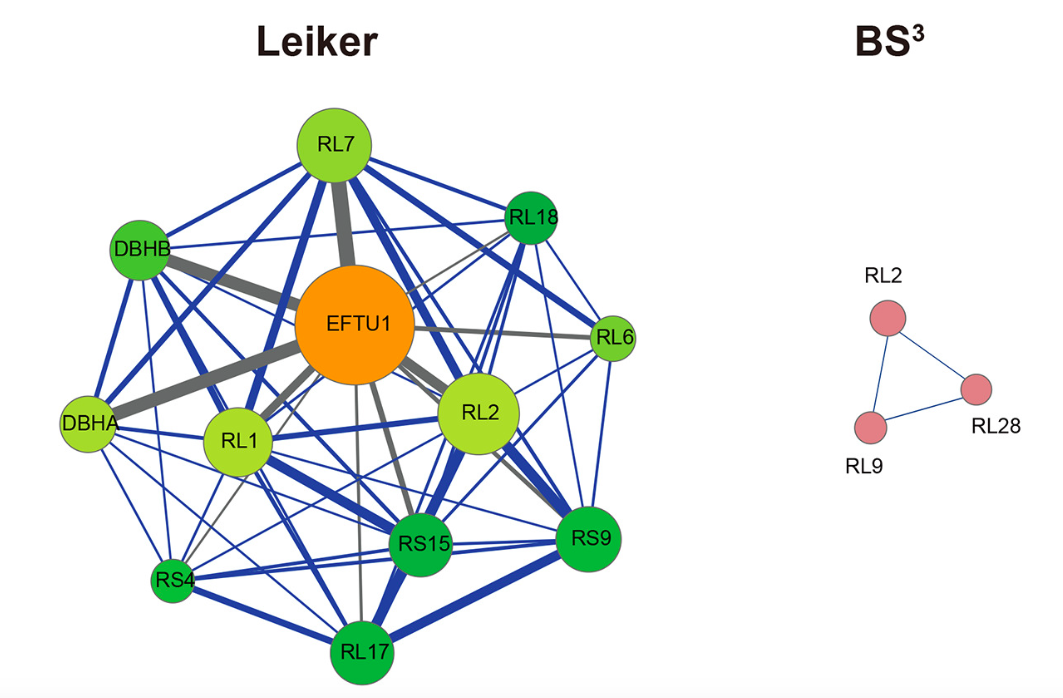 Leiker
BS³
RL7
RL18
DBHB
RL2
EFTU1
RL6
RL2
DBHA
RL1
RL28
RL9
RS15
RS9
RS4
RL17